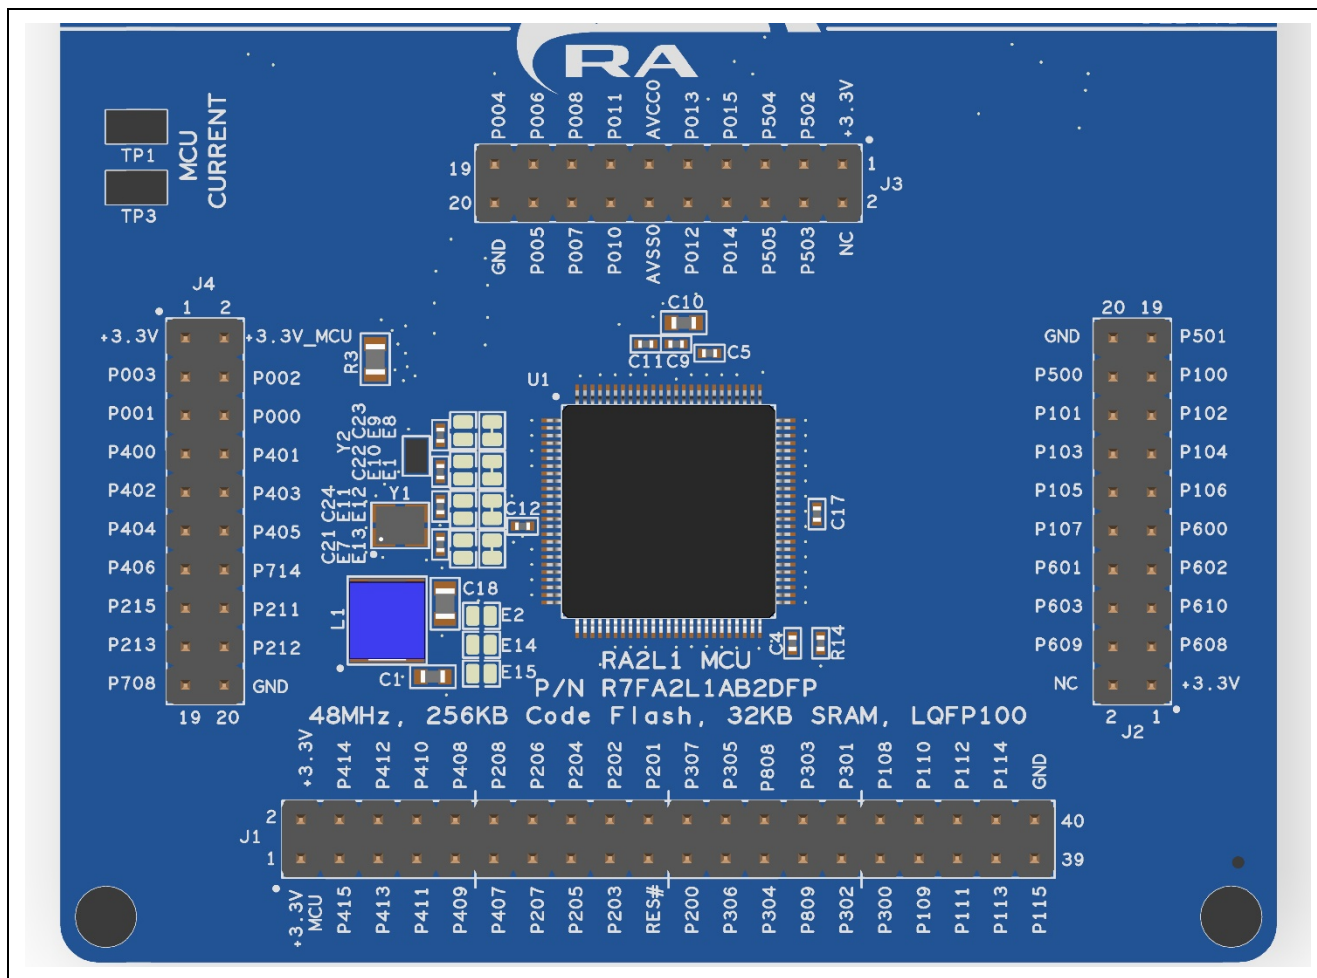 RA
TP1
TP3
MCU
CURRENT
P004
P006
P008
P011
AVCC0
P013
P015
P504
P502
+3.3V
19
1
J3
20
2
GND
P005
P007
P010
AVSS0
P012
P014
P505
P503
NC
J4
1 2
+3.3V
+3.3V_MCU
P003
P002
P001
P000
P400
P401
P402
P403
P404
P405
P406
P714
P215
P211
P213
P212
P708
GND
19 20
R3
C10
C11
C9
C5
U1
Y2
C23
E9
E8
C22
E10
E1
Y1
C24
E11
E12
C21
E7
E13
C12
C17
L1
C18
E2
E14
E15
C1
C4
R14
RA2L1 MCU
P/N R7FA2L1AB2DFP
48MHz, 256KB Code Flash, 32KB SRAM, LQFP100
20 19
GND
P501
P500
P100
P101
P102
P103
P104
P105
P106
P107
P600
P601
P602
P603
P610
P609
P608
NC
+3.3V
2 1
J2
+3.3V
P414
P412
P410
P408
P208
P206
P204
P202
P201
P307
P305
P808
P303
P301
P108
P110
P112
P114
GND
2
40
J1
1
39
+3.3V
MCU
P415
P413
P411
P409
P407
P207
P205
P203
RES#
P200
P306
P304
P809
P302
P300
P109
P111
P113
P115